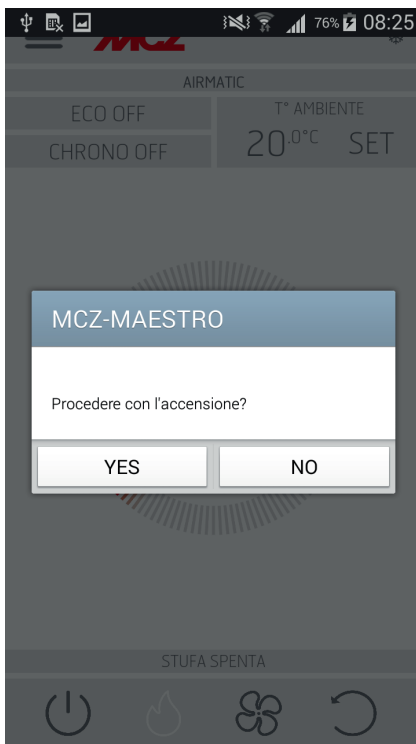 76% 08:25
MCZ
AIRMATIC
ECO OFF
T° AMBIENTE
CHRONO OFF
20.0°C SET
MCZ-MAESTRO
Procedere con l'accensione?
YES NO
STUFA SPENTA